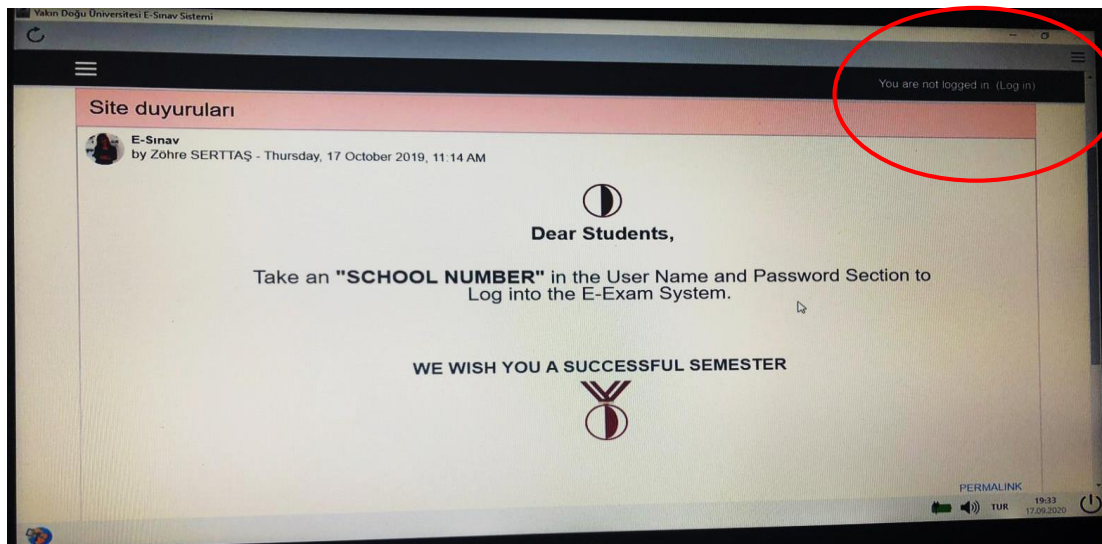 Yakın Doğu Üniversitesi E-Sınav Sistemi
You are not logged in. (Log in)
Site duyuruları
E-Sınav
by Zöhre SERTTAŞ - Thursday, 17 October 2019, 11:14 AM
Dear Students,
Take an "SCHOOL NUMBER" in the User Name and Password Section to
Log into the E-Exam System.
WE WISH YOU A SUCCESSFUL SEMESTER
PERMALINK
TUR
19:33
17.09.2020